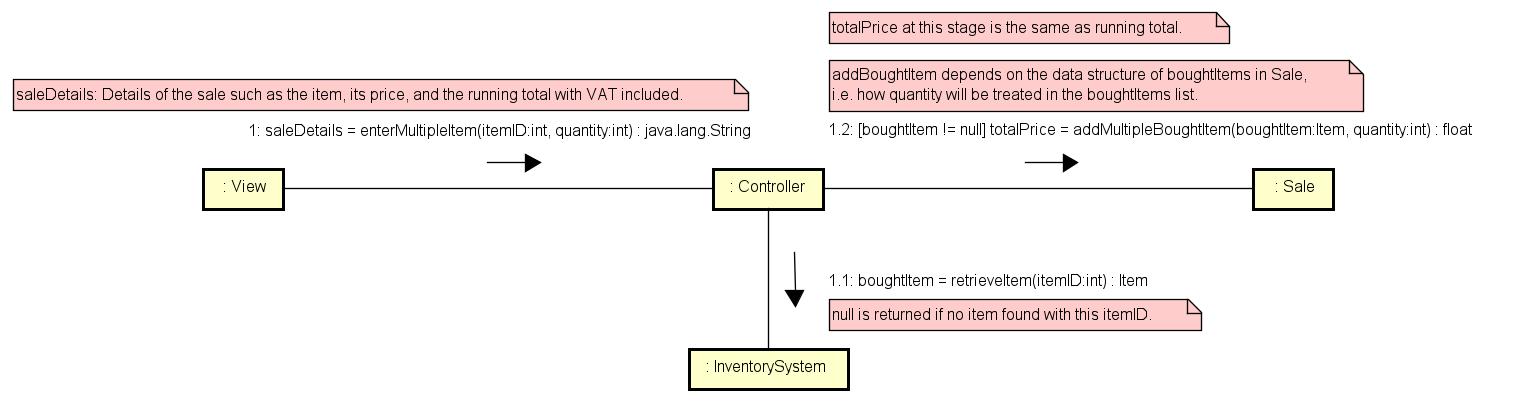 totalPrice at this stage is the same as running total.
addBoughtItem depends on the data structure of boughtItems in Sale,
i.e. how quantity will be treated in the boughtItems list.
saleDetails: Details of the sale such as the item, its price, and the running total with VAT included.
1: saleDetails = enterMultipleItem(itemID:int, quantity:int) : java.lang.String
1.2: [boughtItem != null] totalPrice = addMultipleBoughtItem(boughtItem:Item, quantity:int) : float
: View
: Controller
: Sale
1.1: boughtItem = retrieveItem(itemID:int) : Item
null is returned if no item found with this itemID.
: InventorySystem